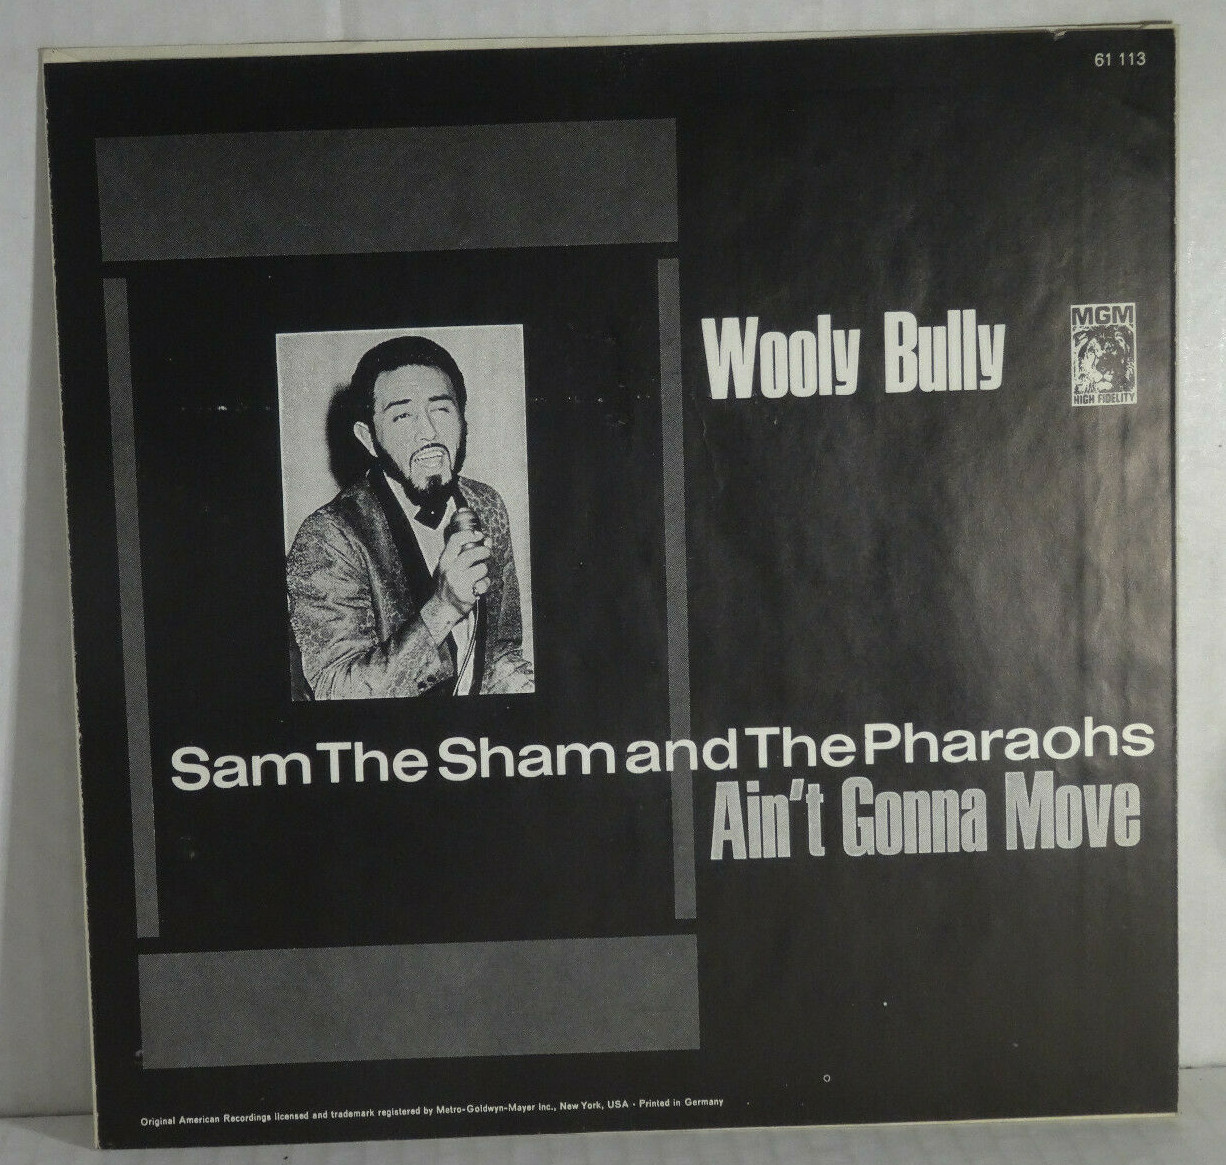 61 113
Wooly Bully
MGM
HIGH FIDELITY
Sam The Sham and The Pharaohs
Ain't Gonna Move
Original American Recordings licensed and trademark registered by Metro-Goldwyn-Mayer Inc., New York, USA · Printed in Germany